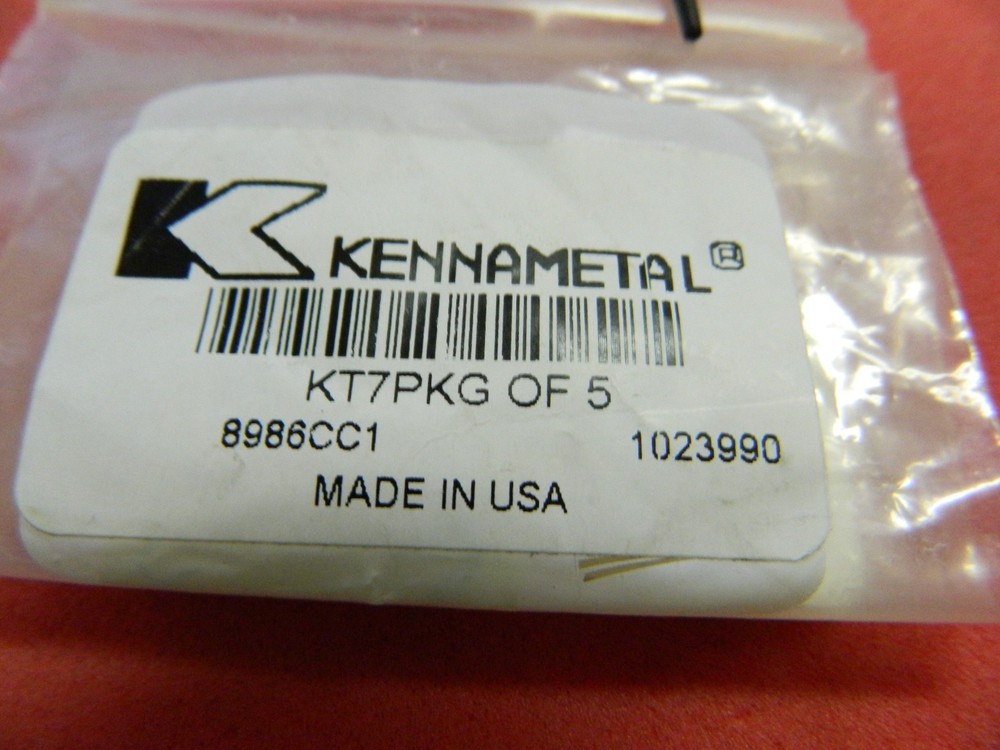 KENNAMETAL®
KT7PKG OF 5
8986CC1 1023990
MADE IN USA